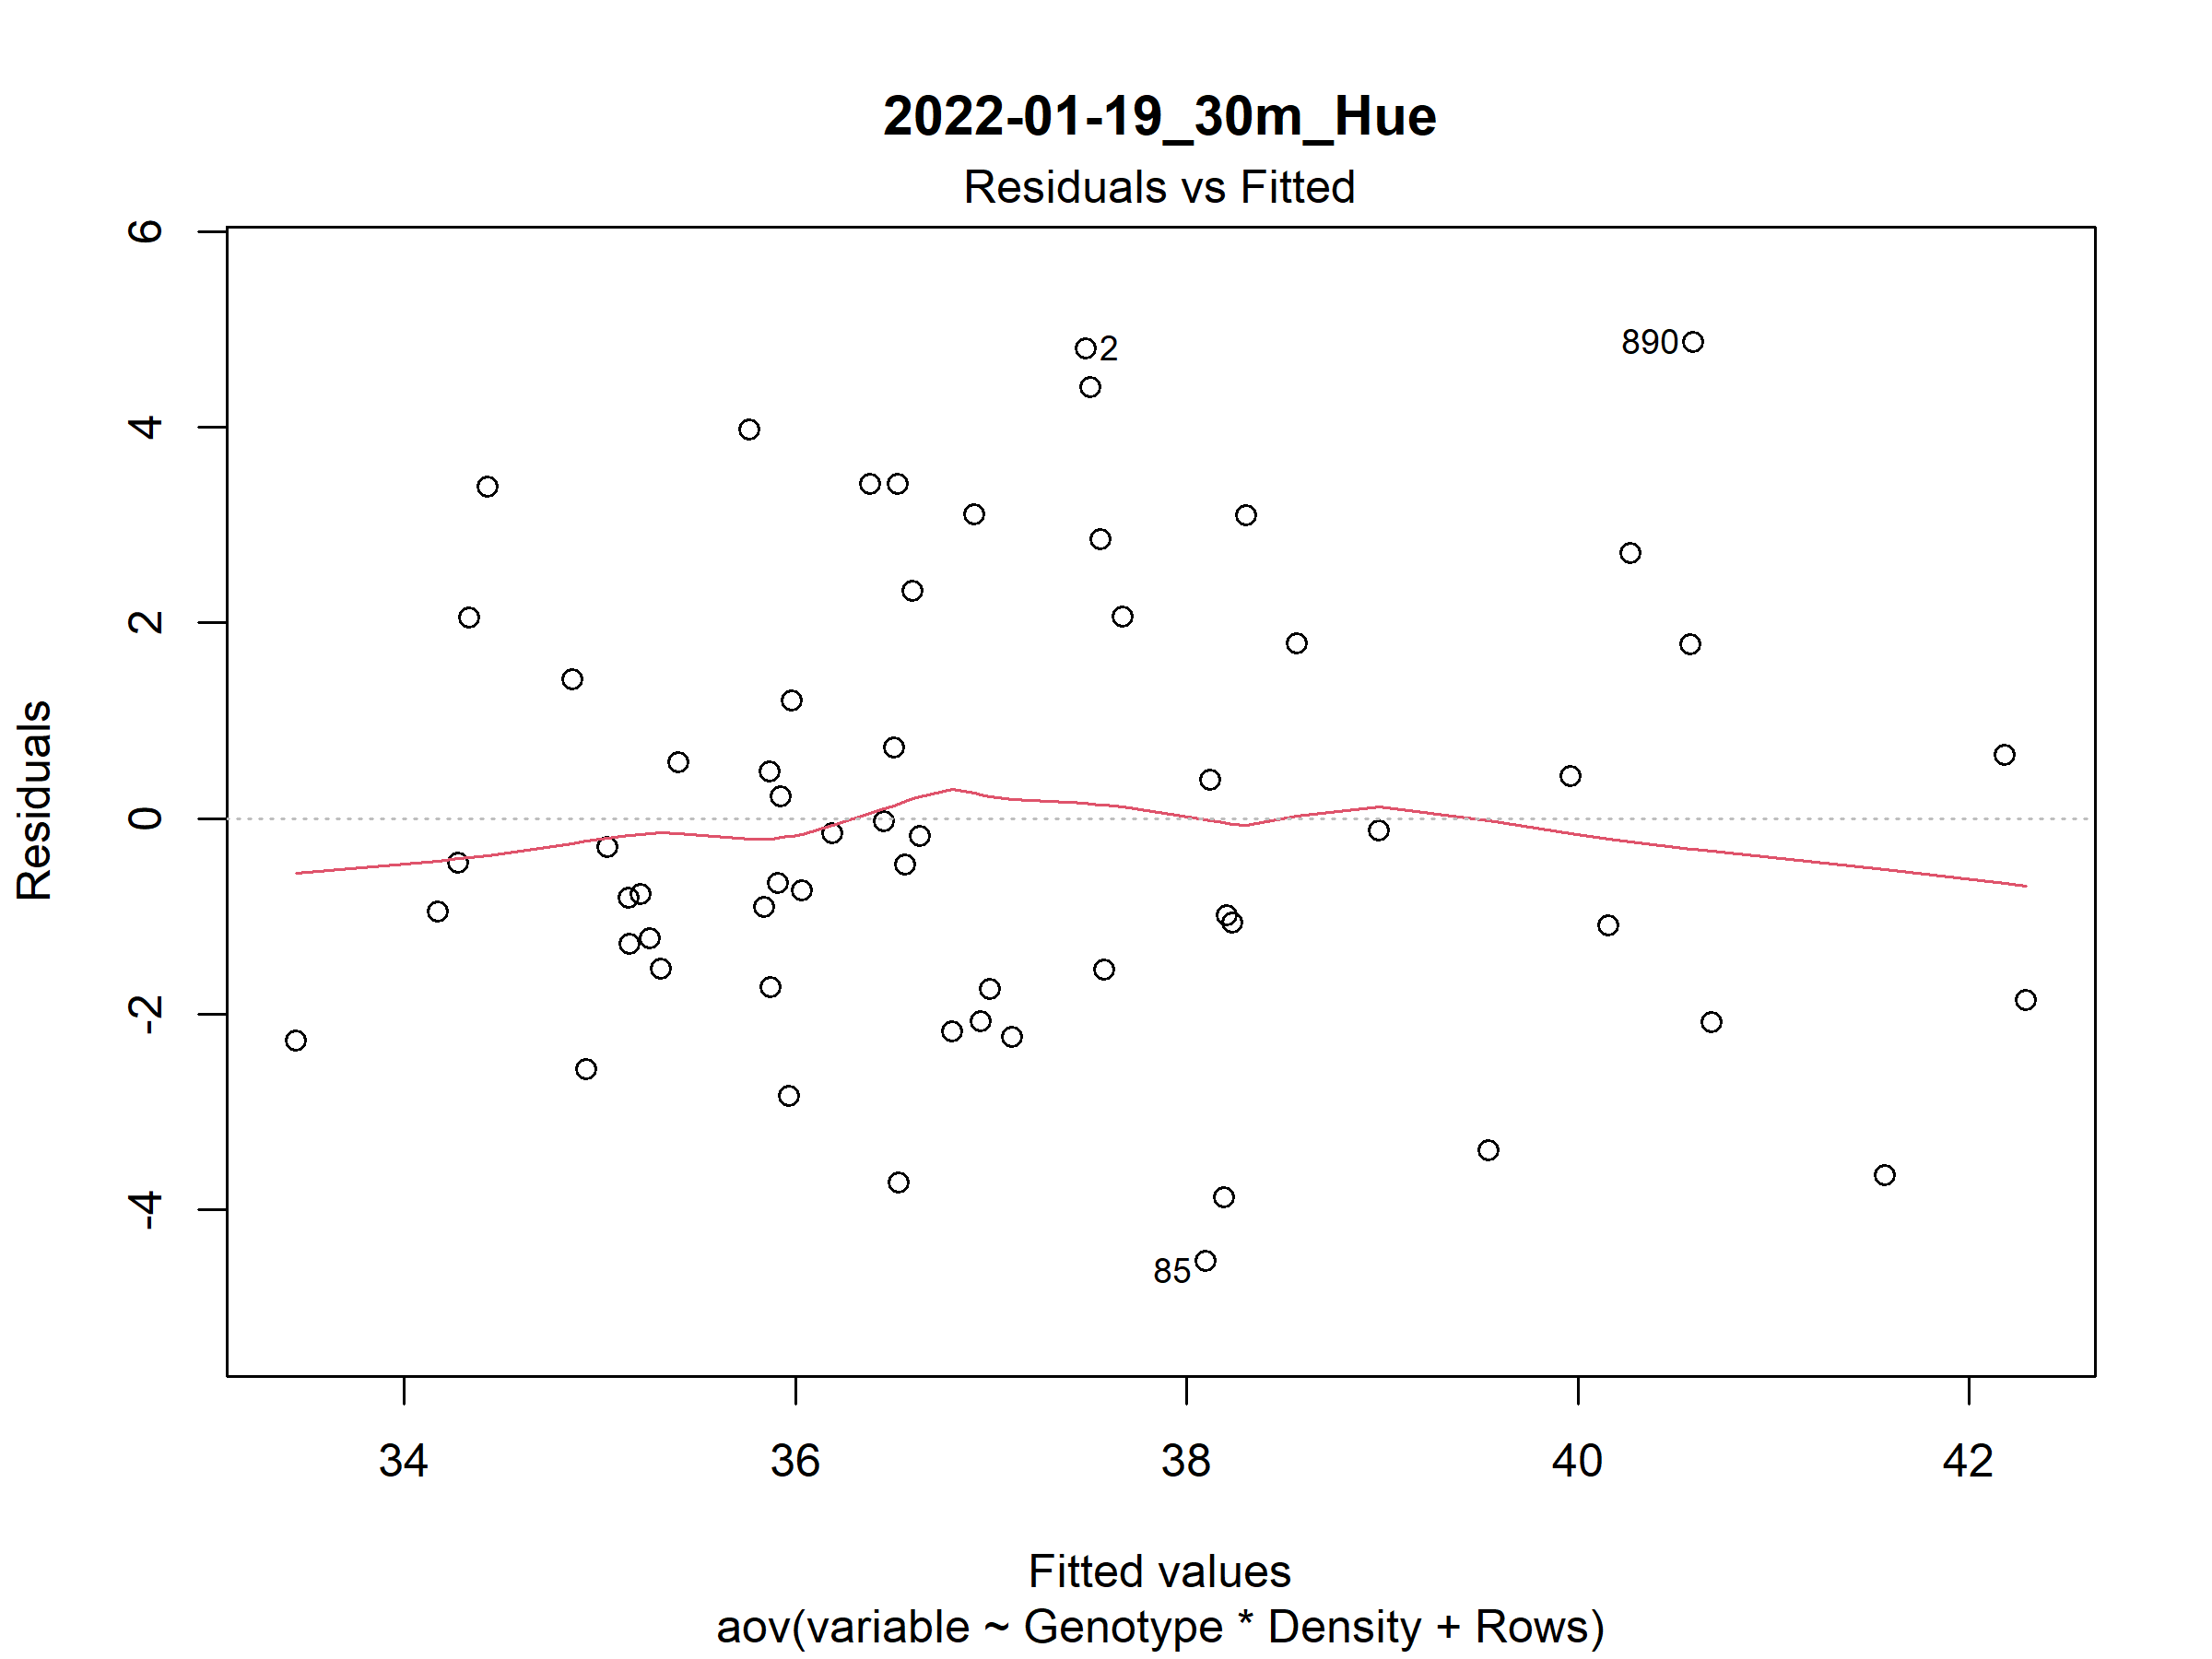 2022-01-19_30m_Hue
Residuals vs Fitted
6
4
2
0
-2
-4
Residuals
2
890
85
34
36
38
40
42
Fitted values
aov(variable ~ Genotype * Density + Rows)